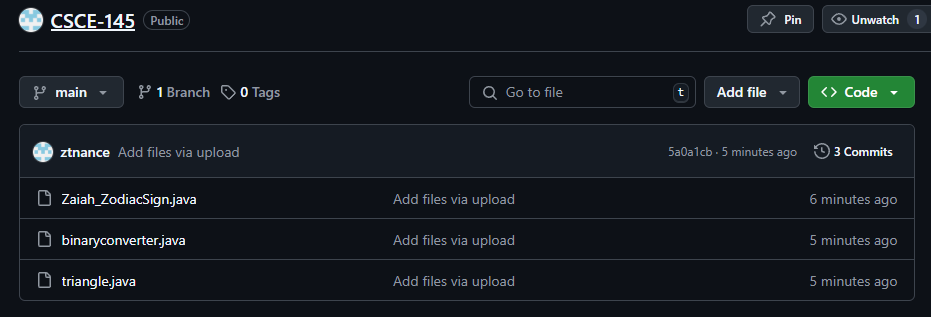 CSCE-145 Public Pin Unwatch 1
main 1 Branch 0 Tags Go to file t Add file Code
ztnance Add files via upload 5a0a1cb · 5 minutes ago 3 Commits
Zaiah_ZodiacSign.java Add files via upload 6 minutes ago
binaryconverter.java Add files via upload 5 minutes ago
triangle.java Add files via upload 5 minutes ago